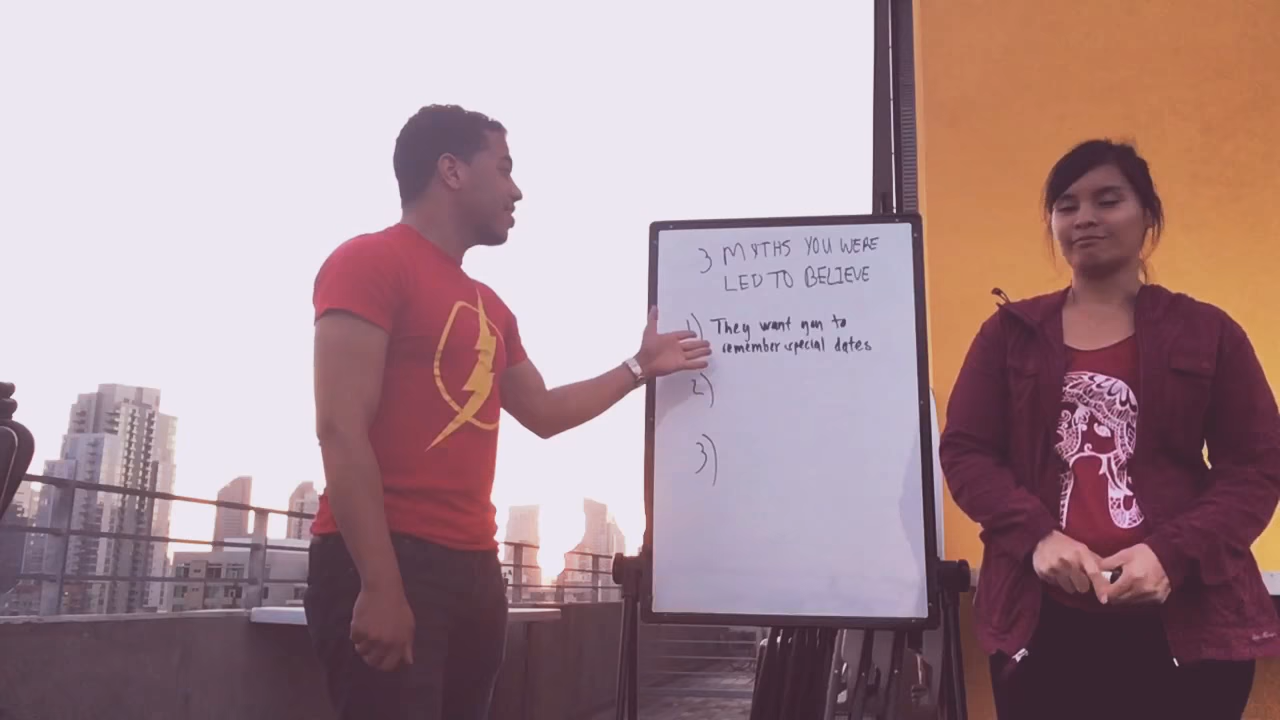 3 MYTHS YOU WERE
LED TO BELIEVE
1) They want you to
remember special dates
2)
3)